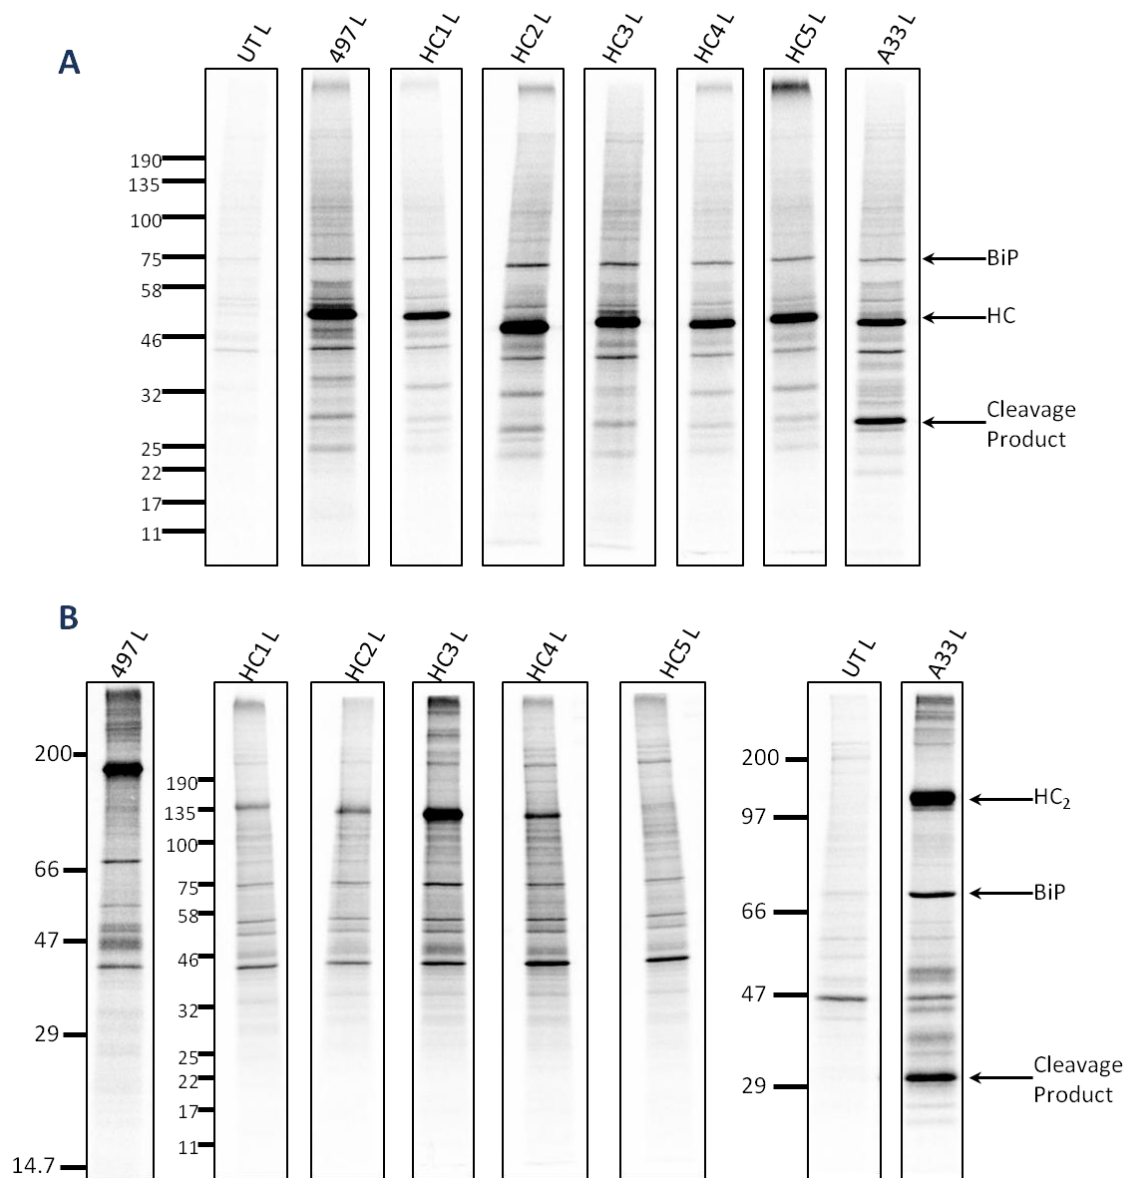 A
UT L
497 L
HC1 L
HC2 L
HC3 L
HC4 L
HC5 L
A33 L
190
135
100
75
58
46
32
25
22
17
11
BiP
HC
Cleavage
Product
B
497 L
HC1 L
HC2 L
HC3 L
HC4 L
HC5 L
UT L
A33 L
200
66
47
29
14.7
190
135
100
75
58
46
32
25
22
17
11
200
97
66
47
29
HC₂
BiP
Cleavage
Product